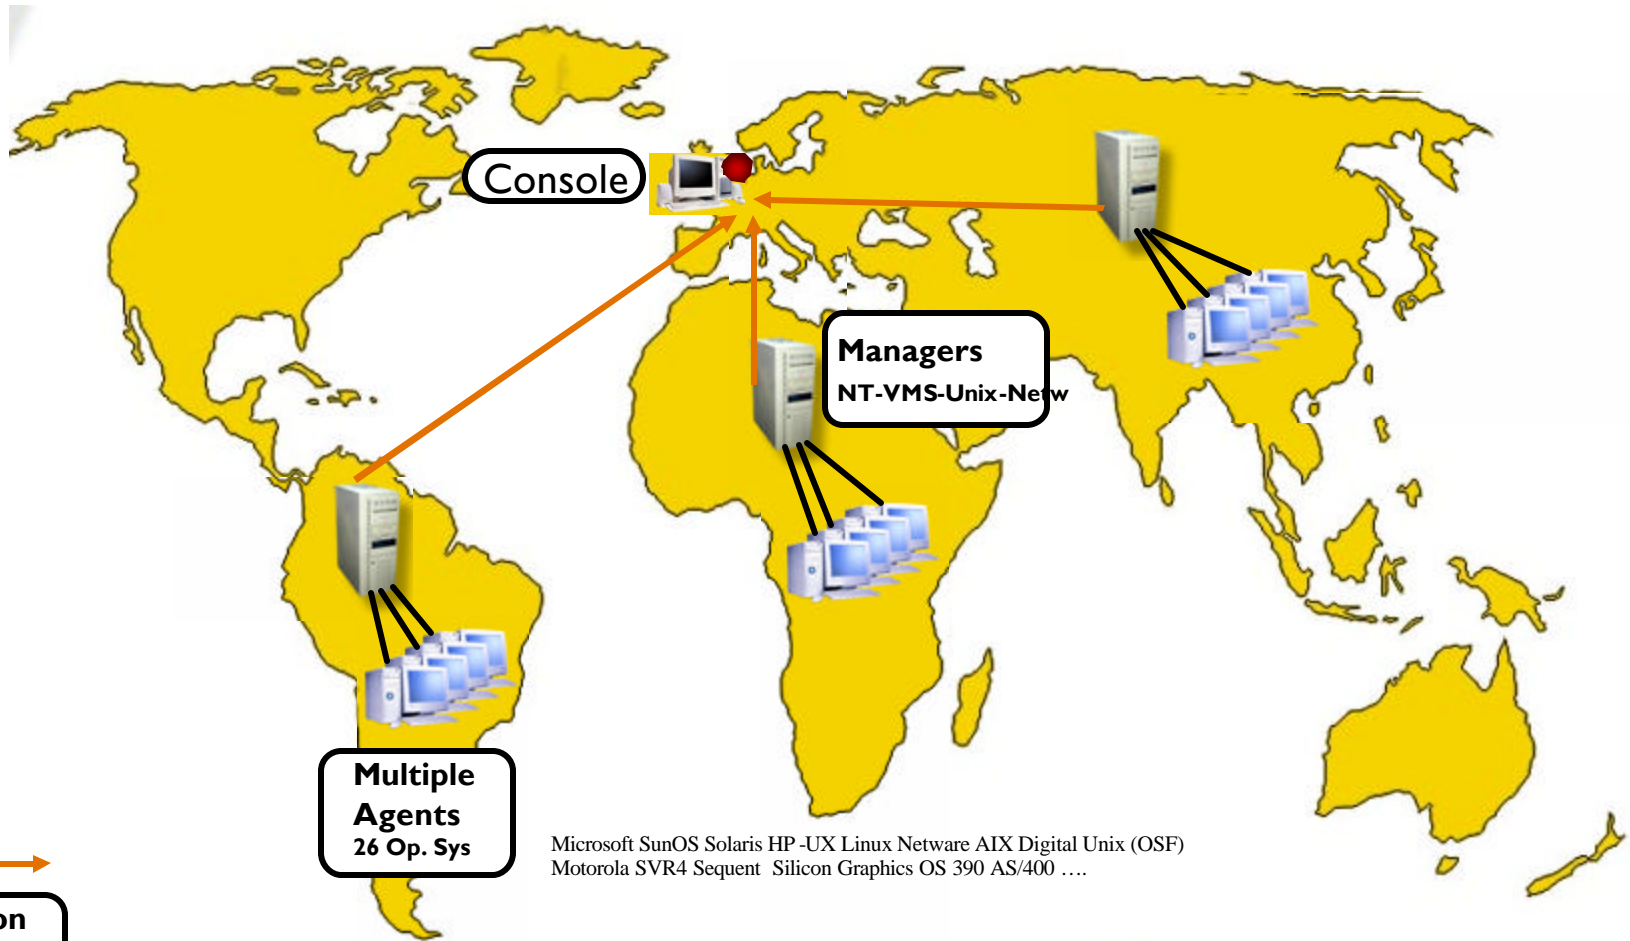 Console
Managers
NT-VMS-Unix-Netw
Multiple
Agents
26 Op. Sys
Microsoft SunOS Solaris HP-UX Linux Netware AIX Digital Unix (OSF)
Motorola SVR4 Sequent Silicon Graphics OS 390 AS/400 ….
on